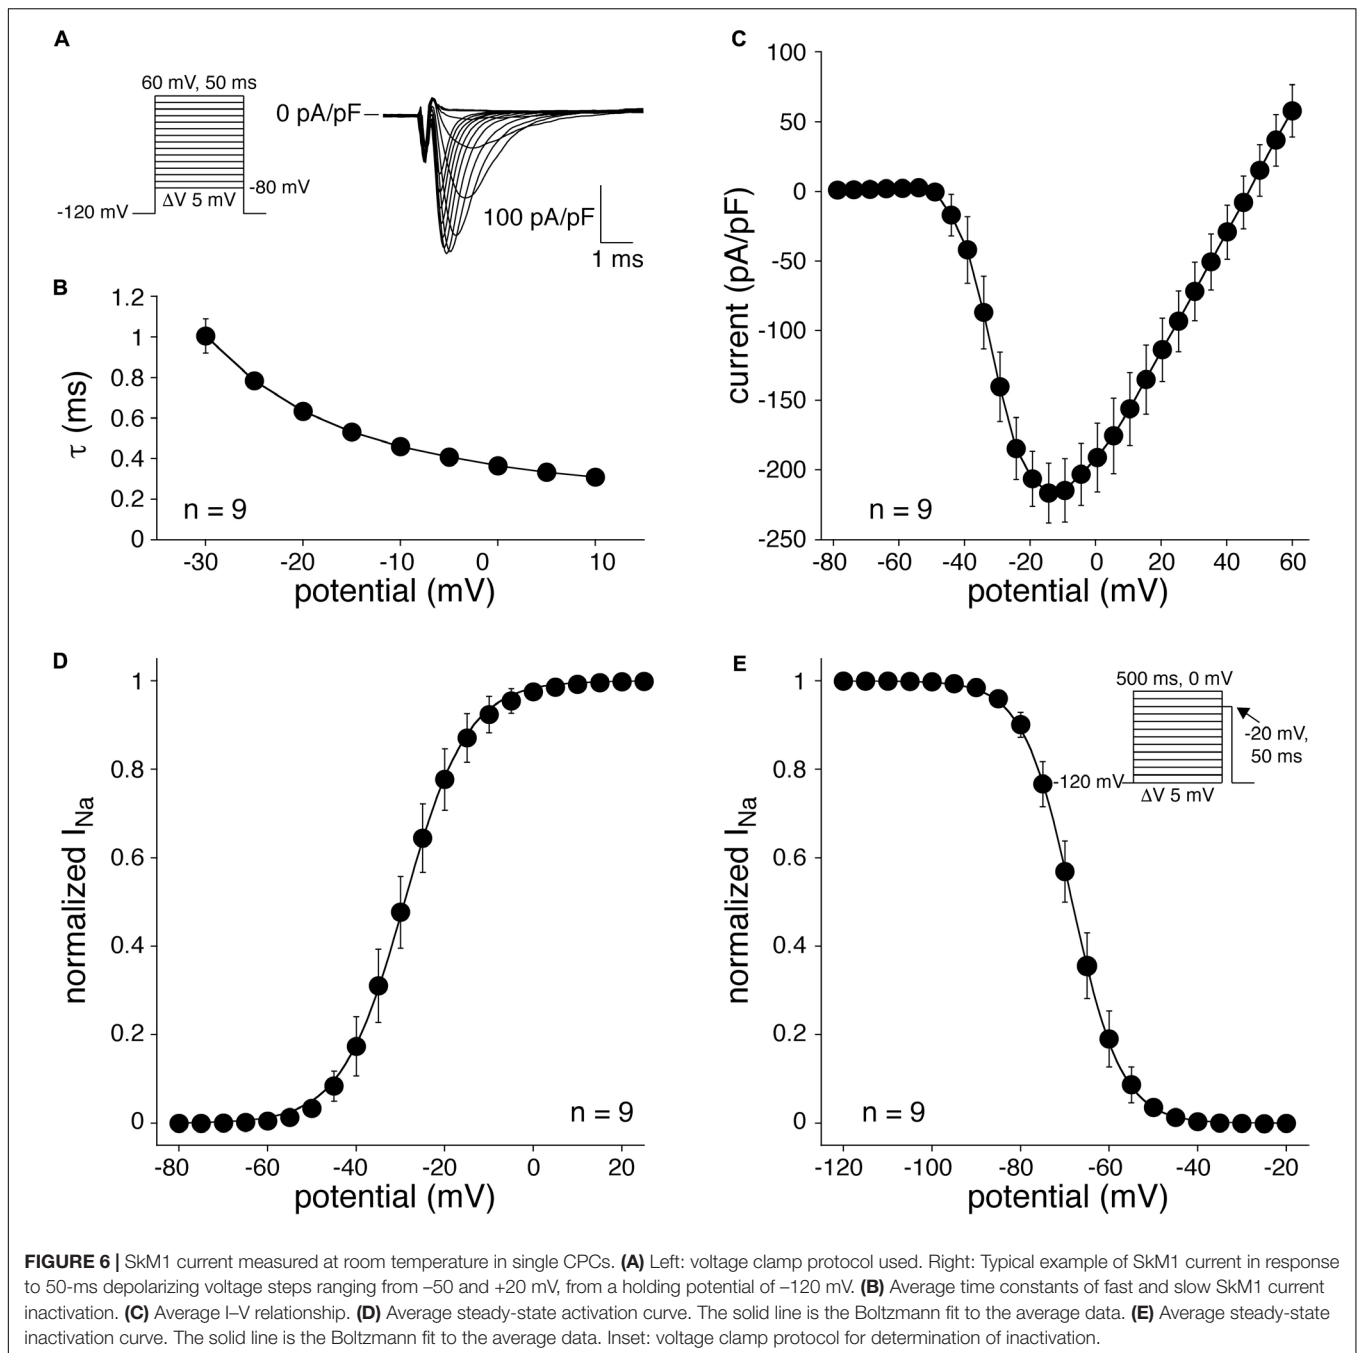 A
60 mV, 50 ms
-80 mV
ΔV 5 mV
-120 mV
0 pA/pF
100 pA/pF
1 ms
B
1.2
1
0.8
0.6
0.4
0.2
0
τ (ms)
n = 9
-30
-20
-10
0
10
potential (mV)
C
100
50
0
-50
-100
-150
-200
-250
current (pA/pF)
n = 9
-80
-60
-40
-20
0
20
40
60
potential (mV)
D
1
0.8
0.6
0.4
0.2
0
normalized INa
n = 9
-80
-60
-40
-20
0
20
potential (mV)
E
1
0.8
0.6
0.4
0.2
0
normalized INa
500 ms, 0 mV
-20 mV,
50 ms
-120 mV
ΔV 5 mV
n = 9
-120
-100
-80
-60
-40
-20
potential (mV)
FIGURE 6 | SkM1 current measured at room temperature in single CPCs. (A) Left: voltage clamp protocol used. Right: Typical example of SkM1 current in response
to 50-ms depolarizing voltage steps ranging from –50 and +20 mV, from a holding potential of –120 mV. (B) Average time constants of fast and slow SkM1 current
inactivation. (C) Average I–V relationship. (D) Average steady-state activation curve. The solid line is the Boltzmann fit to the average data. (E) Average steady-state
inactivation curve. The solid line is the Boltzmann fit to the average data. Inset: voltage clamp protocol for determination of inactivation.